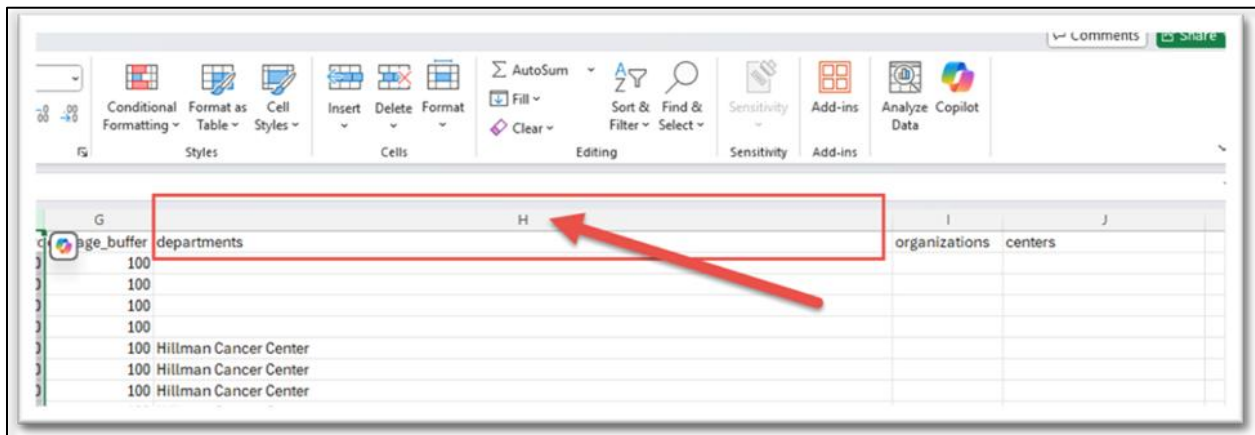 Comments Share
AutoSum
Fill
Clear
Conditional Formatting
Format as Table
Cell Styles
Insert Delete Format
Sort & Filter
Find & Select
Sensitivity
Add-ins
Analyze Data
Copilot
Styles Cells Editing Sensitivity Add-ins
G H I J
age_buffer departments organizations centers
100
100
100
100
100 Hillman Cancer Center
100 Hillman Cancer Center
100 Hillman Cancer Center